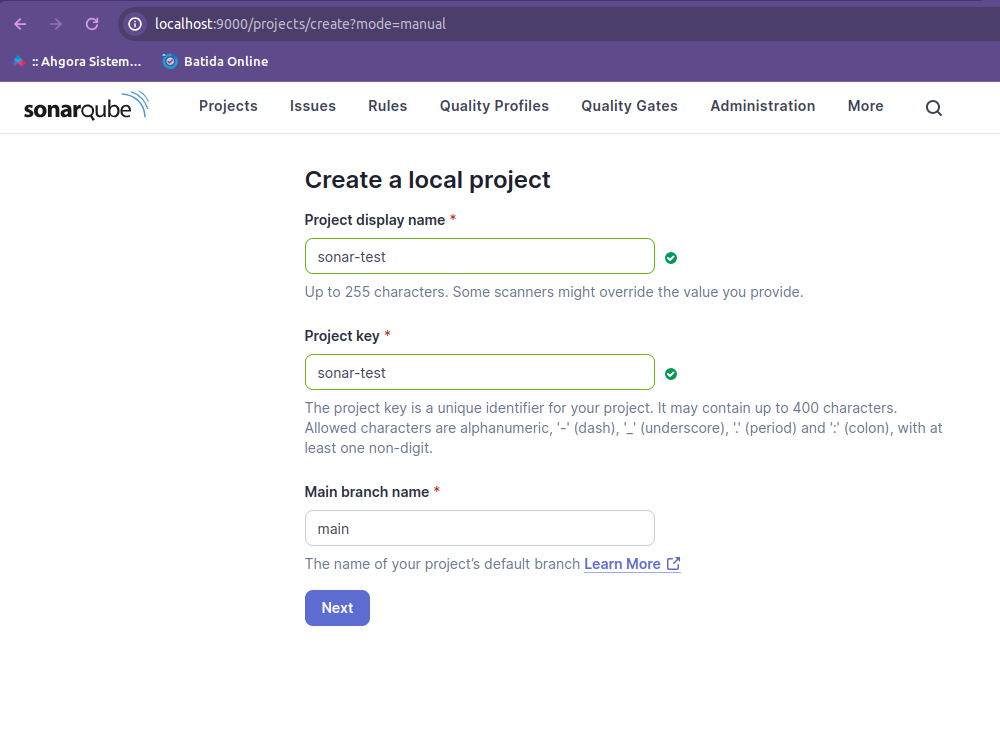 localhost:9000/projects/create?mode=manual
:: Ahgora Sistem... Batida Online
sonarqube Projects Issues Rules Quality Profiles Quality Gates Administration More
Create a local project
Project display name *
sonar-test
Up to 255 characters. Some scanners might override the value you provide.
Project key *
sonar-test
The project key is a unique identifier for your project. It may contain up to 400 characters.
Allowed characters are alphanumeric, '-' (dash), '_' (underscore), '.' (period) and ':' (colon), with at
least one non-digit.
Main branch name *
main
The name of your project’s default branch Learn More
Next